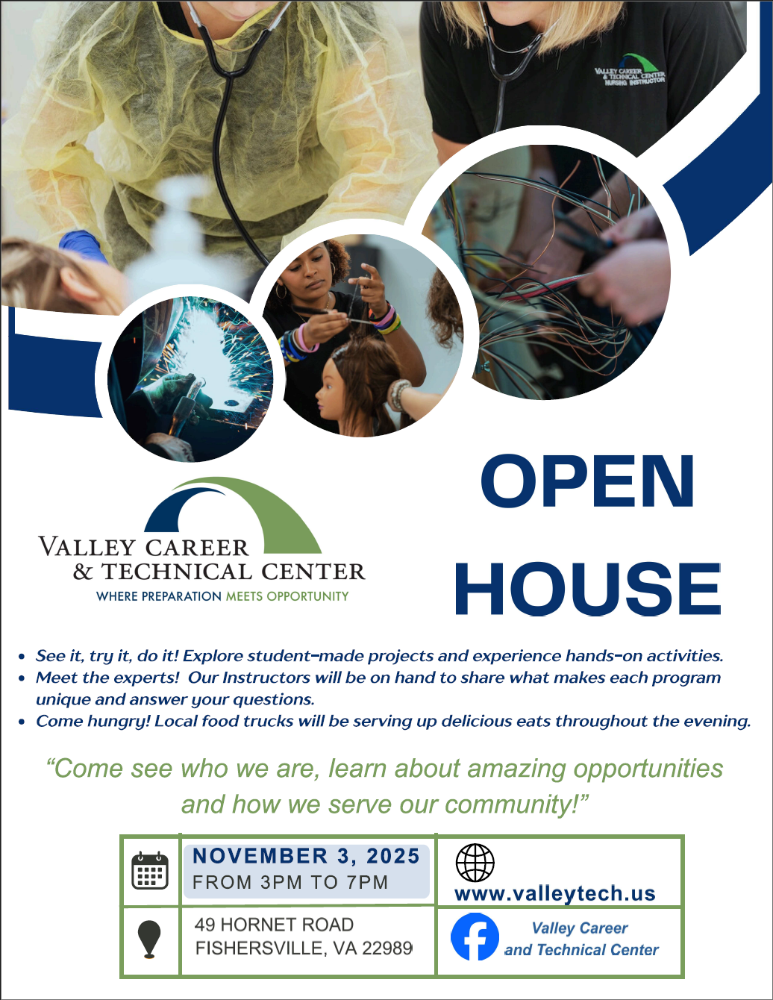 VALLEY CAREER
& TECHNICAL CENTER
NURSING INSTRUCTOR
OPEN
HOUSE
VALLEY CAREER
& TECHNICAL CENTER
WHERE PREPARATION MEETS OPPORTUNITY
• See it, try it, do it! Explore student-made projects and experience hands-on activities.
• Meet the experts!  Our Instructors will be on hand to share what makes each program
unique and answer your questions.
• Come hungry! Local food trucks will be serving up delicious eats throughout the evening.
“Come see who we are, learn about amazing opportunities
and how we serve our community!”
NOVEMBER 3, 2025
FROM 3PM TO 7PM
49 HORNET ROAD
FISHERSVILLE, VA 22989
www.valleytech.us
Valley Career
and Technical Center